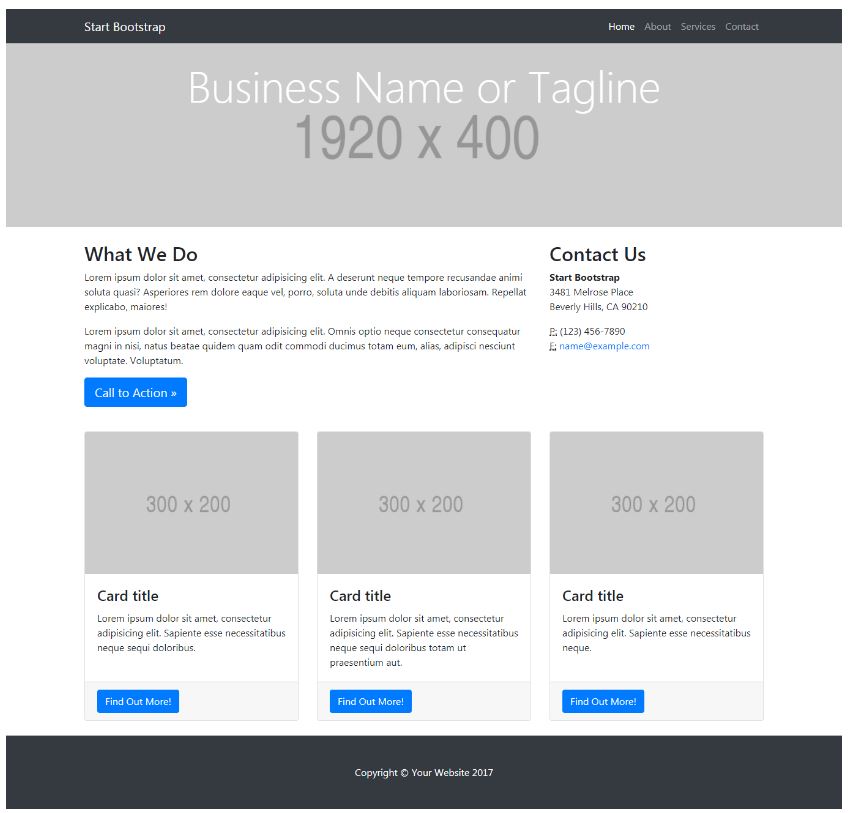 Start Bootstrap
Home About Services Contact
Business Name or Tagline
1920 x 400
What We Do
Lorem ipsum dolor sit amet, consectetur adipisicing elit. A deserunt neque tempore recusandae animi
soluta quasi? Asperiores rem dolore eaque vel, porro, soluta unde debitis aliquam laboriosam. Repellat
explicabo, maiores!
Lorem ipsum dolor sit amet, consectetur adipisicing elit. Omnis optio neque consectetur consequatur
magni in nisi, natus beatae quidem quam odit commodi ducimus totam eum, alias, adipisci nesciunt
voluptate. Voluptatum.
Call to Action »
Contact Us
Start Bootstrap
3481 Melrose Place
Beverly Hills, CA 90210
P: (123) 456-7890
E: name@example.com
300 x 200
Card title
Lorem ipsum dolor sit amet, consectetur
adipisicing elit. Sapiente esse necessitatibus
neque sequi doloribus.
Find Out More!
300 x 200
Card title
Lorem ipsum dolor sit amet, consectetur
adipisicing elit. Sapiente esse necessitatibus
neque sequi doloribus totam ut
praesentium aut.
Find Out More!
300 x 200
Card title
Lorem ipsum dolor sit amet, consectetur
adipisicing elit. Sapiente esse necessitatibus
neque.
Find Out More!
Copyright © Your Website 2017